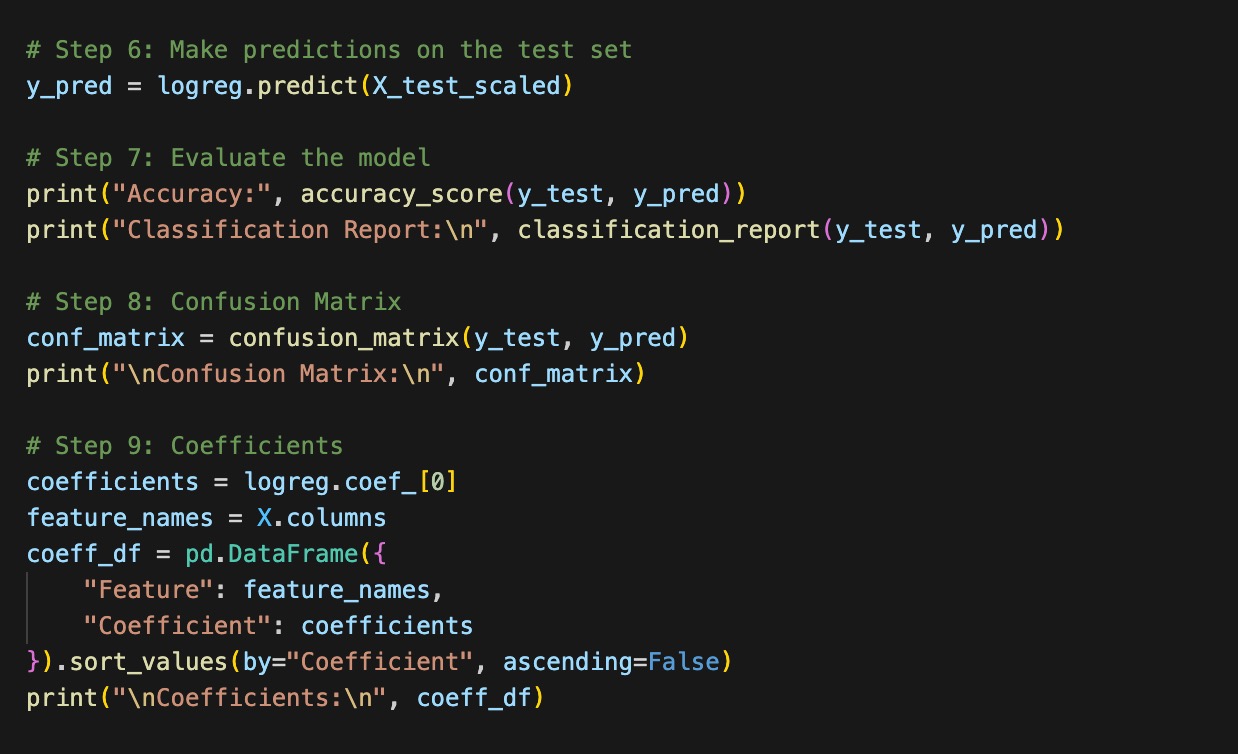 # Step 6: Make predictions on the test set
y_pred = logreg.predict(X_test_scaled)
# Step 7: Evaluate the model
print("Accuracy:", accuracy_score(y_test, y_pred))
print("Classification Report:\n", classification_report(y_test, y_pred))
# Step 8: Confusion Matrix
conf_matrix = confusion_matrix(y_test, y_pred)
print("\nConfusion Matrix:\n", conf_matrix)
# Step 9: Coefficients
coefficients = logreg.coef_[0]
feature_names = X.columns
coeff_df = pd.DataFrame({
    "Feature": feature_names,
    "Coefficient": coefficients
}).sort_values(by="Coefficient", ascending=False)
print("\nCoefficients:\n", coeff_df)